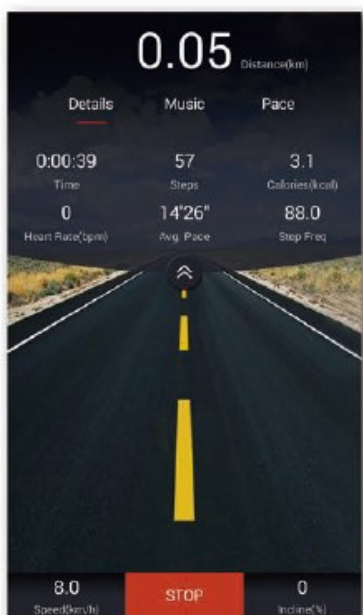 0.05 Distance(km)
Details Music Pace
0:00:39 57 3.1
Time Steps Calories(kcal)
0 14'26" 88.0
Heart Rate(bpm) Avg. Pace Step Freq
8.0 STOP 0
Speed(km/h) Incline(%)